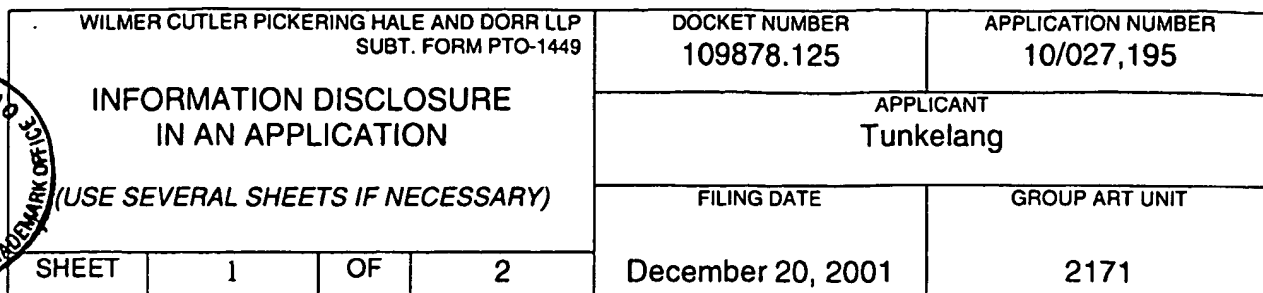 WILMER CUTLER PICKERING HALE AND DORR LLP
SUBT. FORM PTO-1449
INFORMATION DISCLOSURE
IN AN APPLICATION
(USE SEVERAL SHEETS IF NECESSARY)
SHEET 1 OF 2
DOCKET NUMBER
109878.125
APPLICATION NUMBER
10/027,195
APPLICANT
Tunkelang
FILING DATE
December 20, 2001
GROUP ART UNIT
2171
TRADEMARK OFFICE